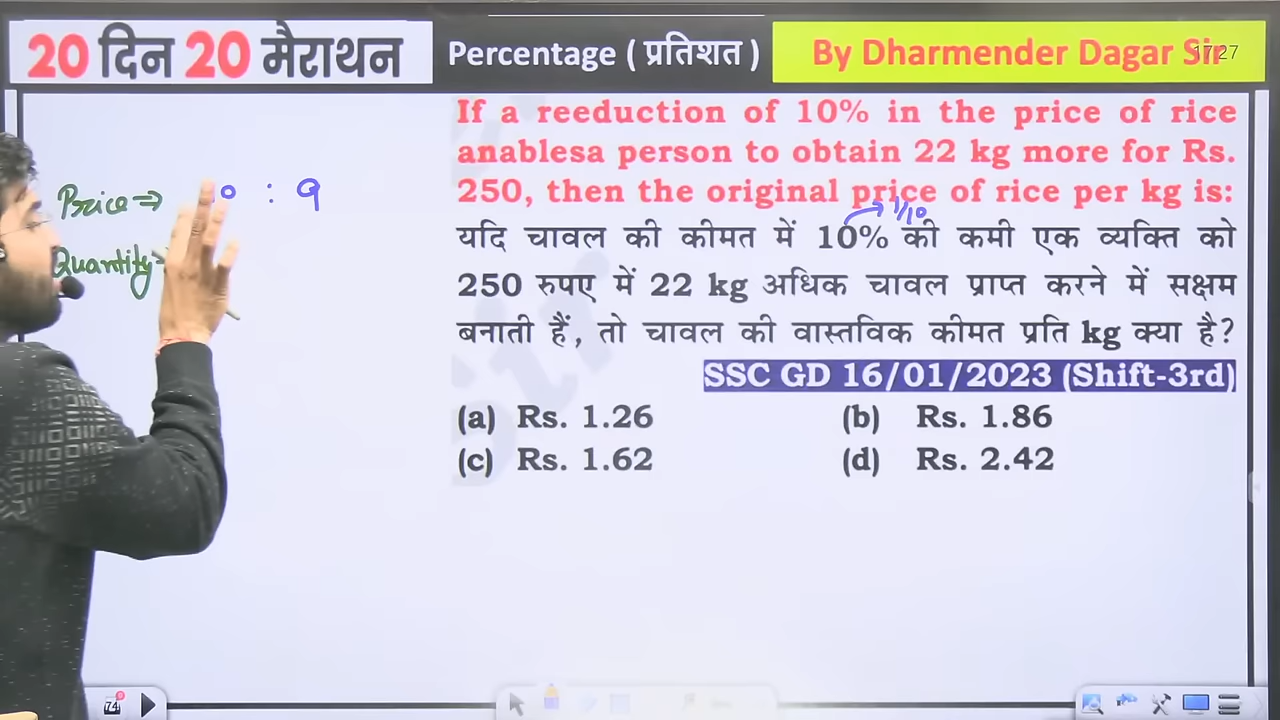 20 दिन 20 मैराथन
Percentage ( प्रतिशत )
By Dharmender Dagar Sir
17:27
If a reeduction of 10% in the price of rice
anablesa person to obtain 22 kg more for Rs.
250, then the original price of rice per kg is:
1/10
यदि चावल की कीमत में 10% की कमी एक व्यक्ति को
250 रुपए में 22 kg अधिक चावल प्राप्त करने में सक्षम
बनाती हैं, तो चावल की वास्तविक कीमत प्रति kg क्या है?
SSC GD 16/01/2023 (Shift-3rd)
(a) Rs. 1.26 (b) Rs. 1.86
(c) Rs. 1.62 (d) Rs. 2.42
Price⇒ : 9
Quantity
74